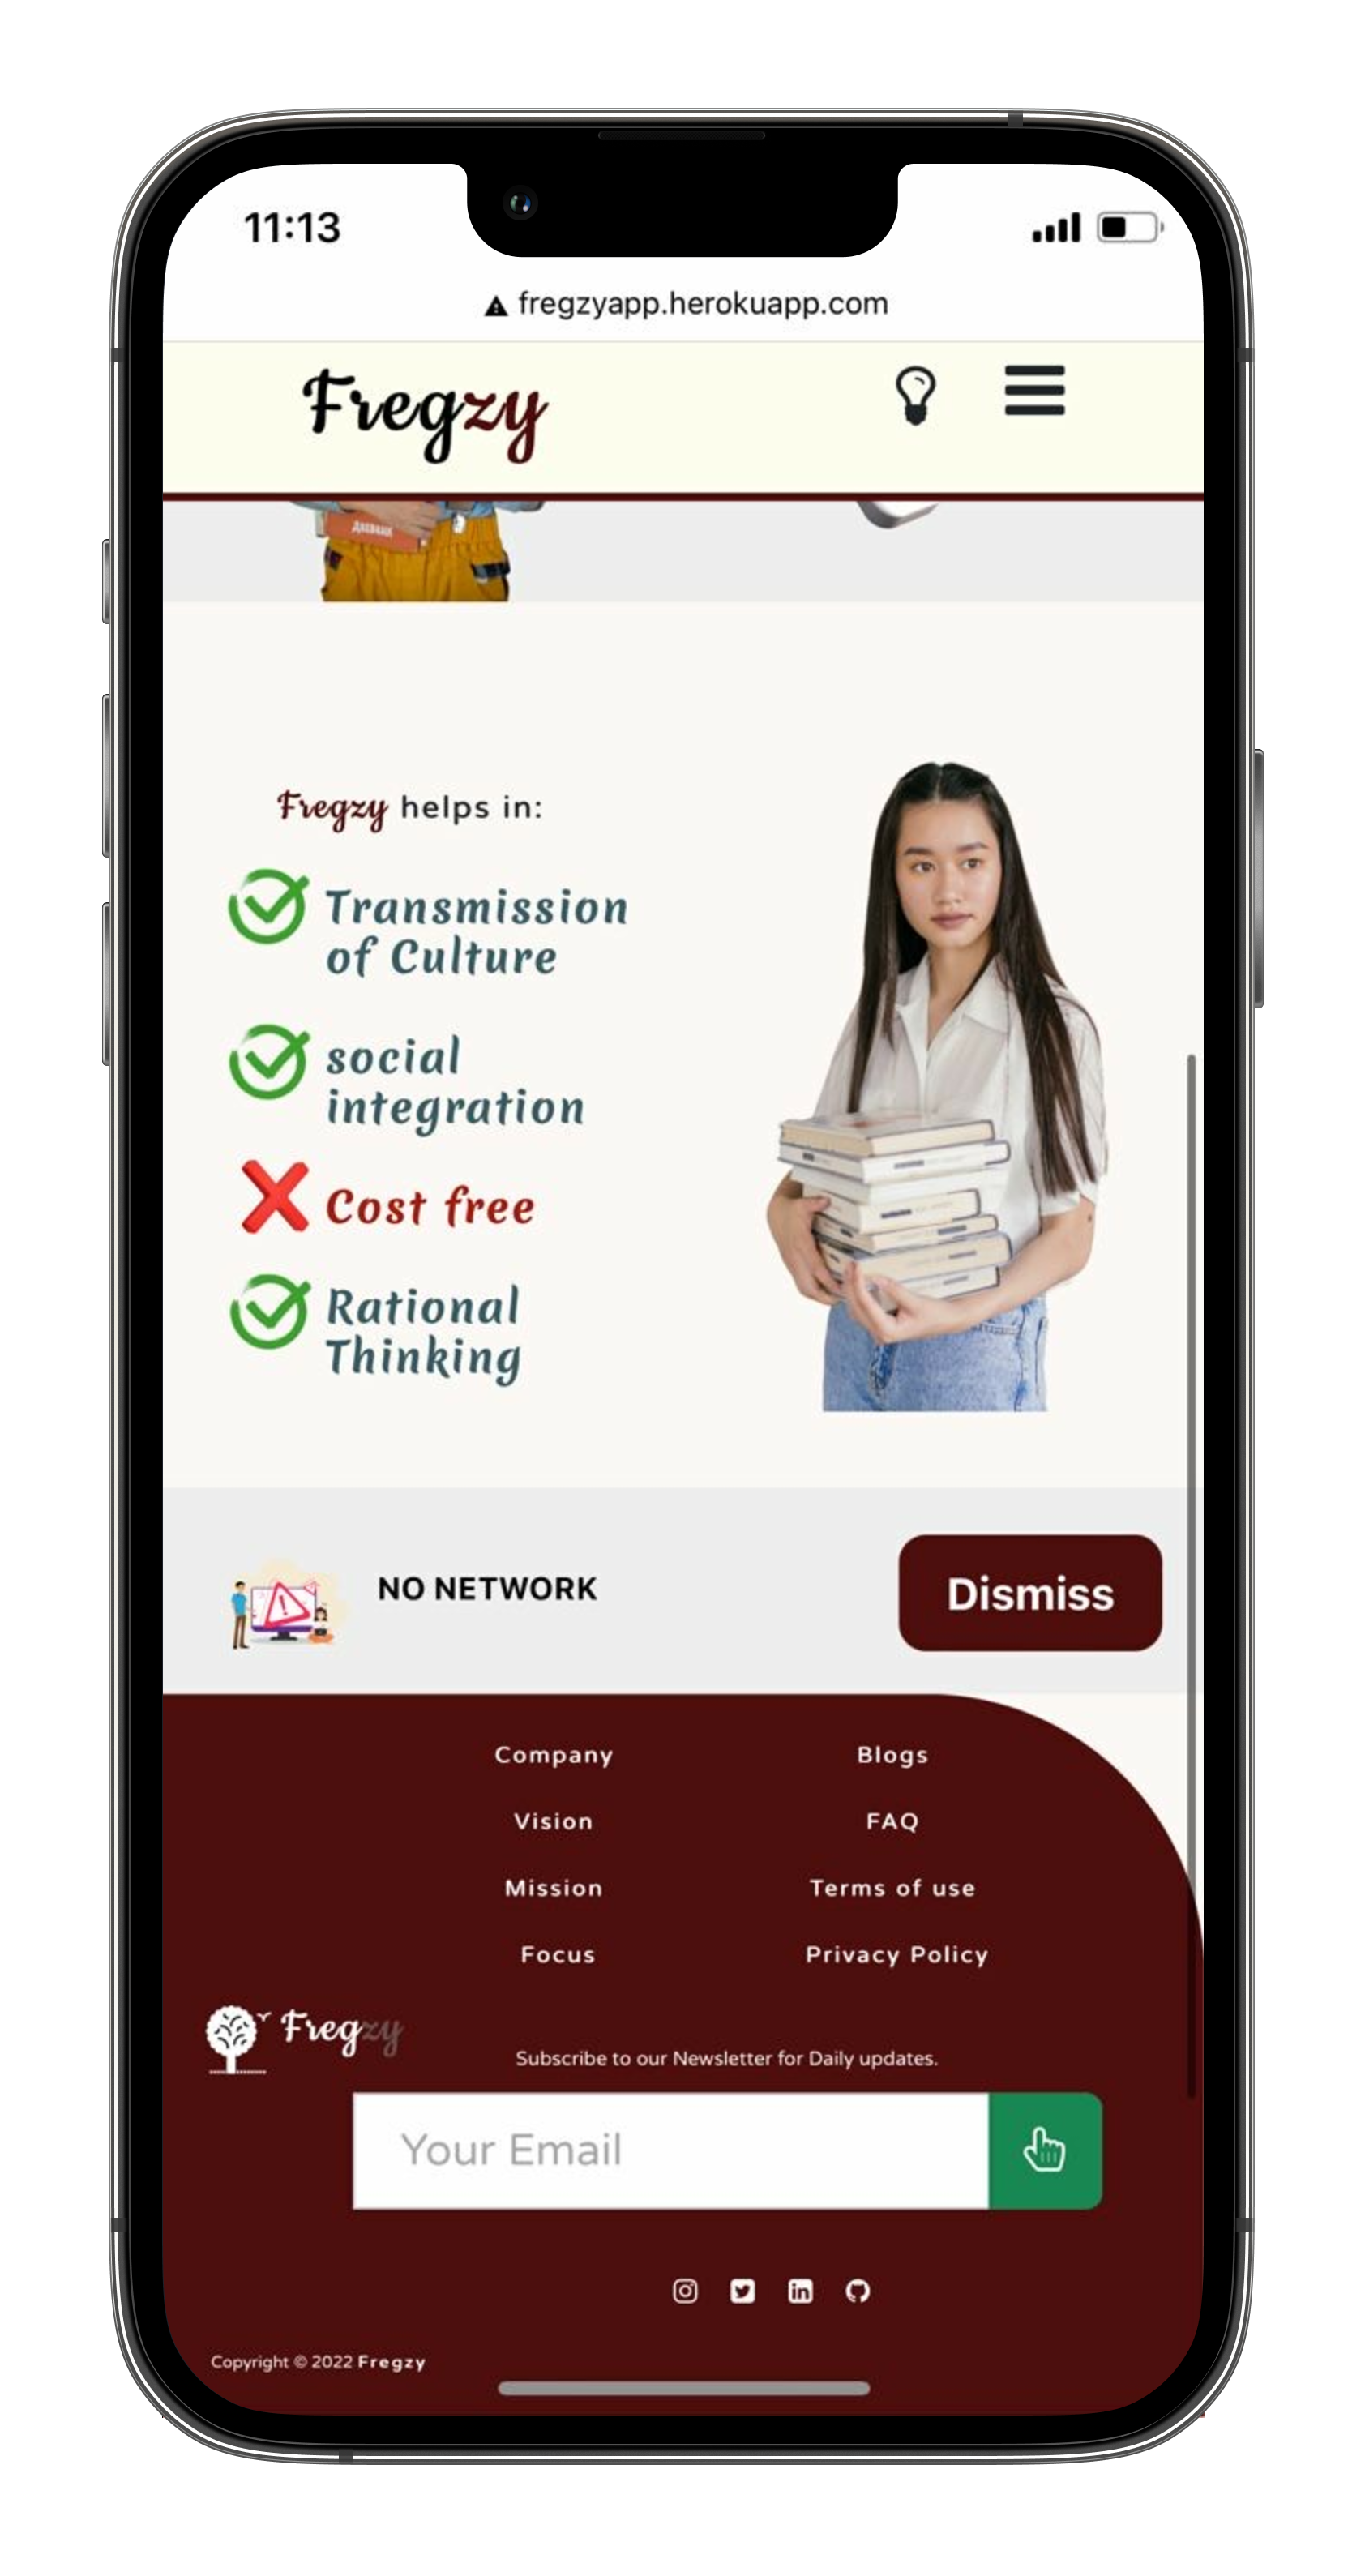 11:13
fregzyapp.herokuapp.com
Fregzy
Дневник
Fregzy helps in:
Transmission
of Culture
social
integration
Cost free
Rational
Thinking
NO NETWORK
Dismiss
Company
Blogs
Vision
FAQ
Mission
Terms of use
Focus
Privacy Policy
Fregzy
Subscribe to our Newsletter for Daily updates.
Your Email
Copyright © 2022 Fregzy